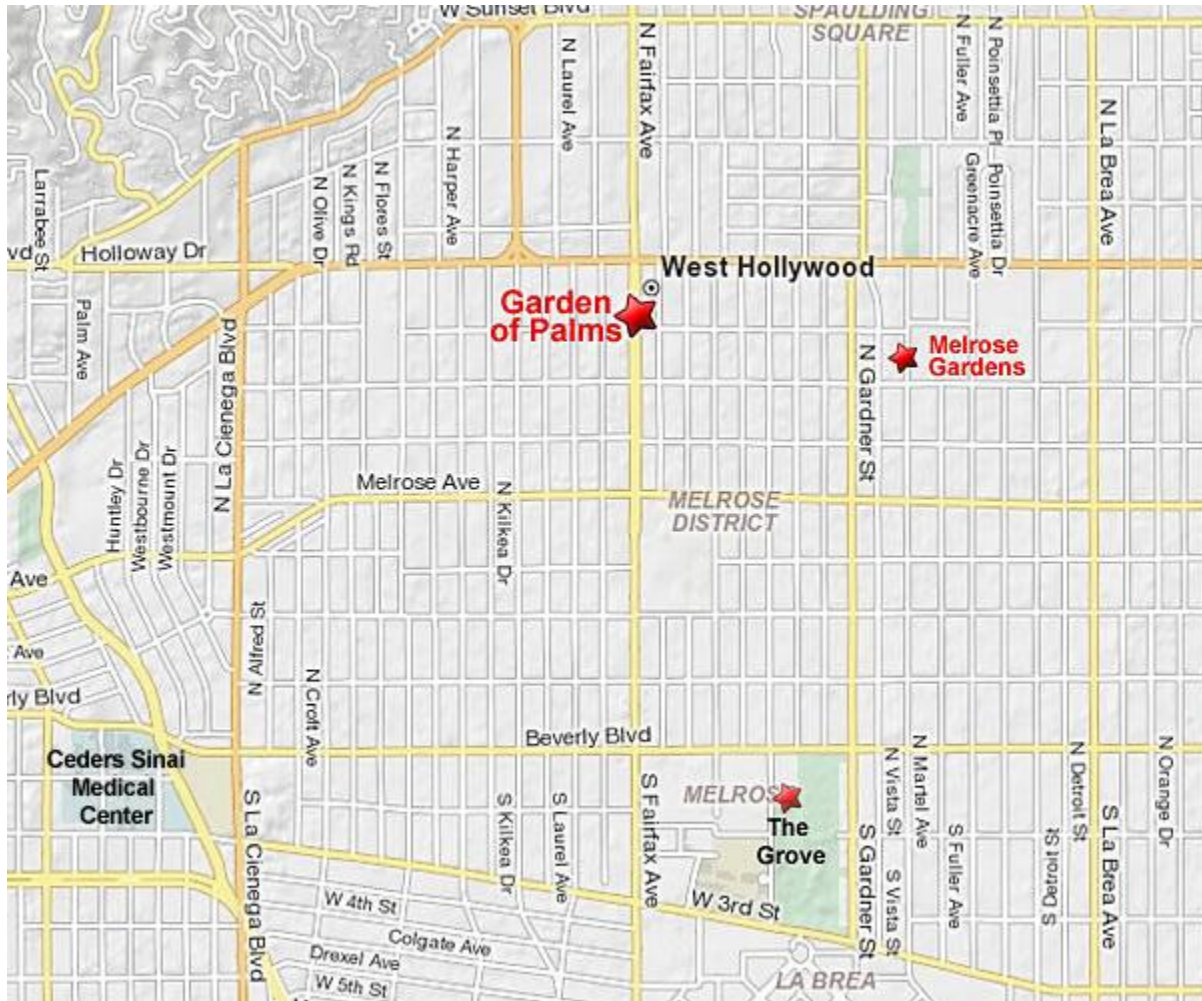 W Sunset Blvd
SPAULDING
SQUARE
N Laurel Ave
N Fairfax Ave
N Fuller Ave
N Poinsettia Pl
N La Brea Ave
N Harper Ave
N Flores St
N Kings Rd
N Olive Dr
Larrabee St
Greenacre Ave
Poinsettia Dr
vd
Holloway Dr
West Hollywood
Garden
of Palms
Palm Ave
N La Cienega Blvd
N Gardner St
Melrose
Gardens
Huntley Dr
Westbourne Dr
Westmount Dr
Melrose Ave
N Kilkea Dr
MELROSE
DISTRICT
Ave
N Alfred St
Ave
N Croft Ave
rly Blvd
Beverly Blvd
Ceders Sinai
Medical
Center
S La Cienega Blvd
S Kilkea Dr
S Laurel Ave
S Fairfax Ave
MELROS
The
Grove
N Vista St
N Martel Ave
N Detroit St
N Orange Dr
S Gardner St
S Vista St
S Fuller Ave
S Detroit St
S La Brea Ave
W 3rd St
W 4th St
Colgate Ave
Drexel Ave
W 5th St
LA BREA